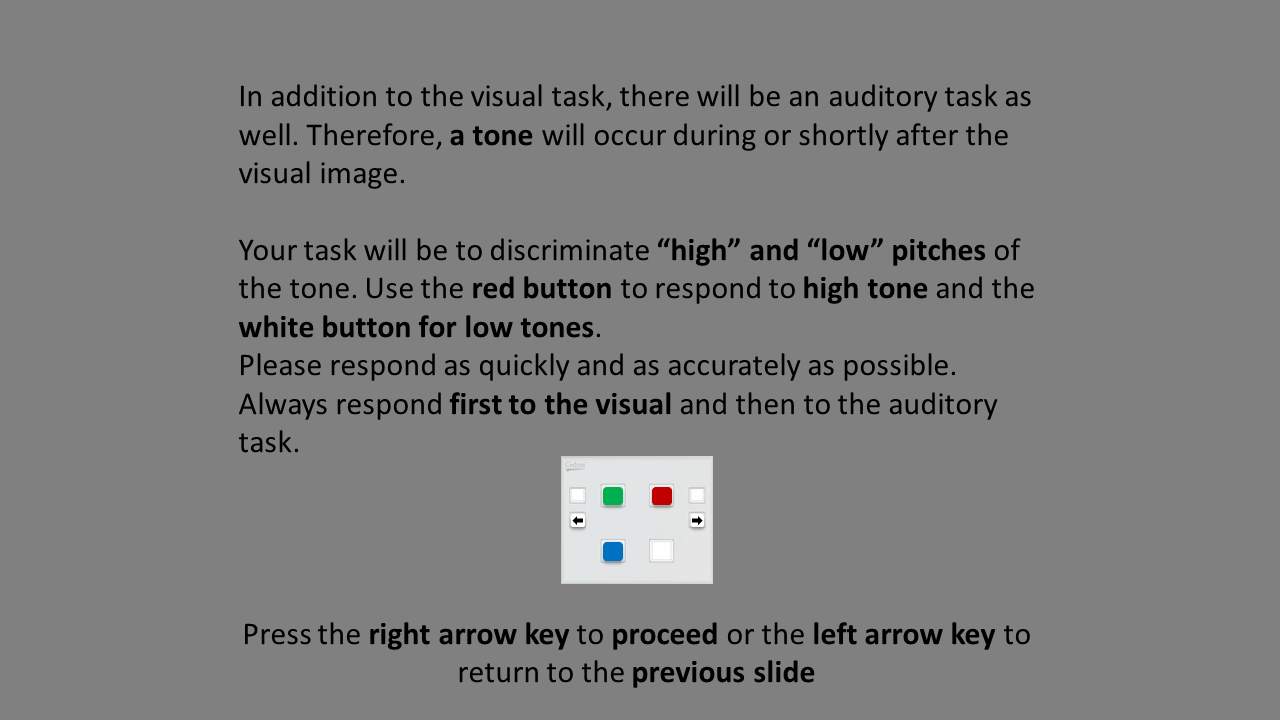 In addition to the visual task, there will be an auditory task as
well. Therefore, a tone will occur during or shortly after the
visual image.
Your task will be to discriminate “high” and “low” pitches of
the tone. Use the red button to respond to high tone and the
white button for low tones.
Please respond as quickly and as accurately as possible.
Always respond first to the visual and then to the auditory
task.
Cedrus
Press the right arrow key to proceed or the left arrow key to
return to the previous slide